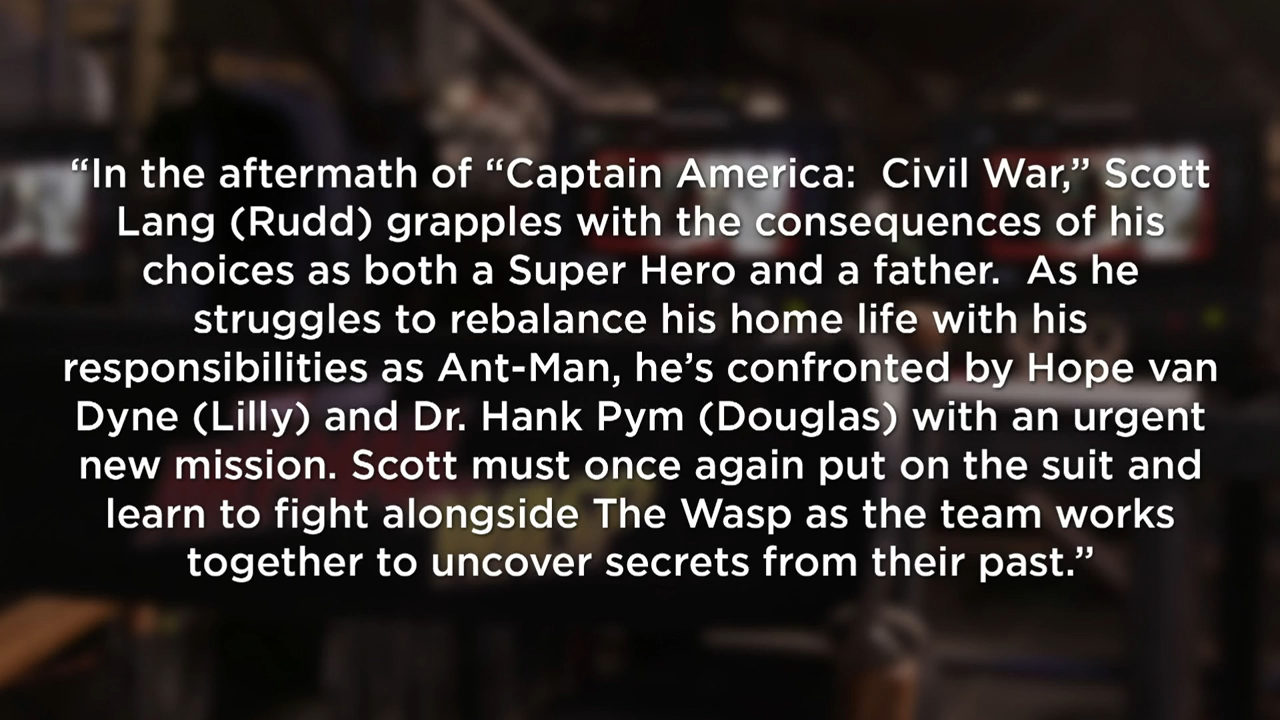 “In the aftermath of “Captain America:  Civil War,” Scott
Lang (Rudd) grapples with the consequences of his
choices as both a Super Hero and a father.  As he
struggles to rebalance his home life with his
responsibilities as Ant-Man, he’s confronted by Hope van
Dyne (Lilly) and Dr. Hank Pym (Douglas) with an urgent
new mission. Scott must once again put on the suit and
learn to fight alongside The Wasp as the team works
together to uncover secrets from their past.”